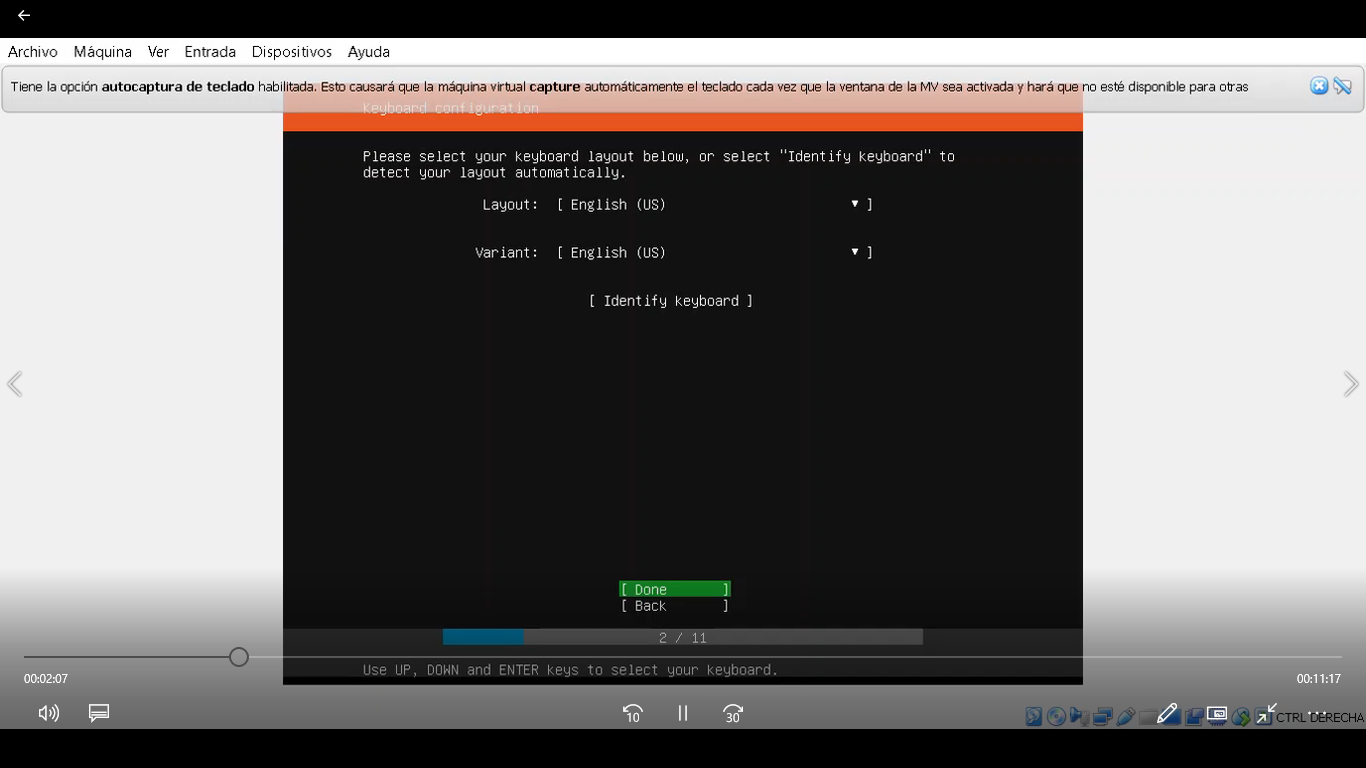 Archivo Máquina Ver Entrada Dispositivos Ayuda
Tiene la opción autocaptura de teclado habilitada. Esto causará que la máquina virtual capture automáticamente el teclado cada vez que la ventana de la MV sea activada y hará que no esté disponible para otras
Keyboard configuration
Please select your keyboard layout below, or select "Identify keyboard" to
detect your layout automatically.
Layout: [ English (US) ▾ ]
Variant: [ English (US) ▾ ]
[ Identify keyboard ]
[ Done ]
[ Back ]
2 / 11
Use UP, DOWN and ENTER keys to select your keyboard.
00:02:07 00:11:17
10 30
CTRL DERECHA